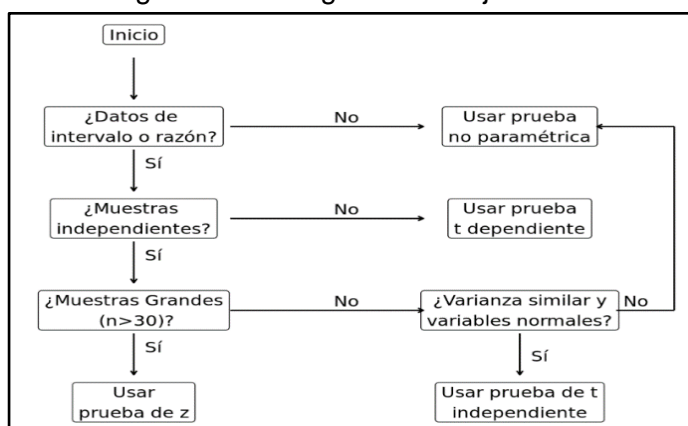 Inicio
¿Datos de
intervalo o razón?
No
Usar prueba
no paramétrica
Sí
¿Muestras
independientes?
No
Usar prueba
t dependiente
Sí
¿Muestras Grandes
(n>30)?
No
¿Varianza similar y
variables normales?
No
Sí
Sí
Usar
prueba de z
Usar prueba de t
independiente